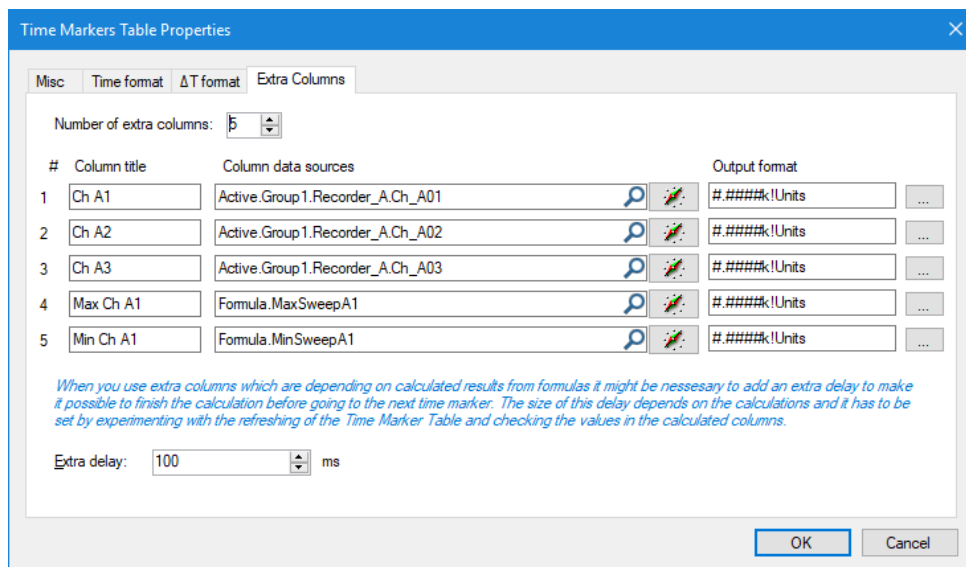 Time Markers Table Properties
Misc Time format ΔT format Extra Columns
Number of extra columns: 5
# Column title Column data sources Output format
1 Ch A1 Active.Group1.Recorder_A.Ch_A01 #.####k!Units ...
2 Ch A2 Active.Group1.Recorder_A.Ch_A02 #.####k!Units ...
3 Ch A3 Active.Group1.Recorder_A.Ch_A03 #.####k!Units ...
4 Max Ch A1 Formula.MaxSweepA1 #.####k!Units ...
5 Min Ch A1 Formula.MinSweepA1 #.####k!Units ...
When you use extra columns which are depending on calculated results from formulas it might be nessesary to add an extra delay to make
it possible to finish the calculation before going to the next time marker. The size of this delay depends on the calculations and it has to be
set by experimenting with the refreshing of the Time Marker Table and checking the values in the calculated columns.
Extra delay: 100 ms
OK Cancel